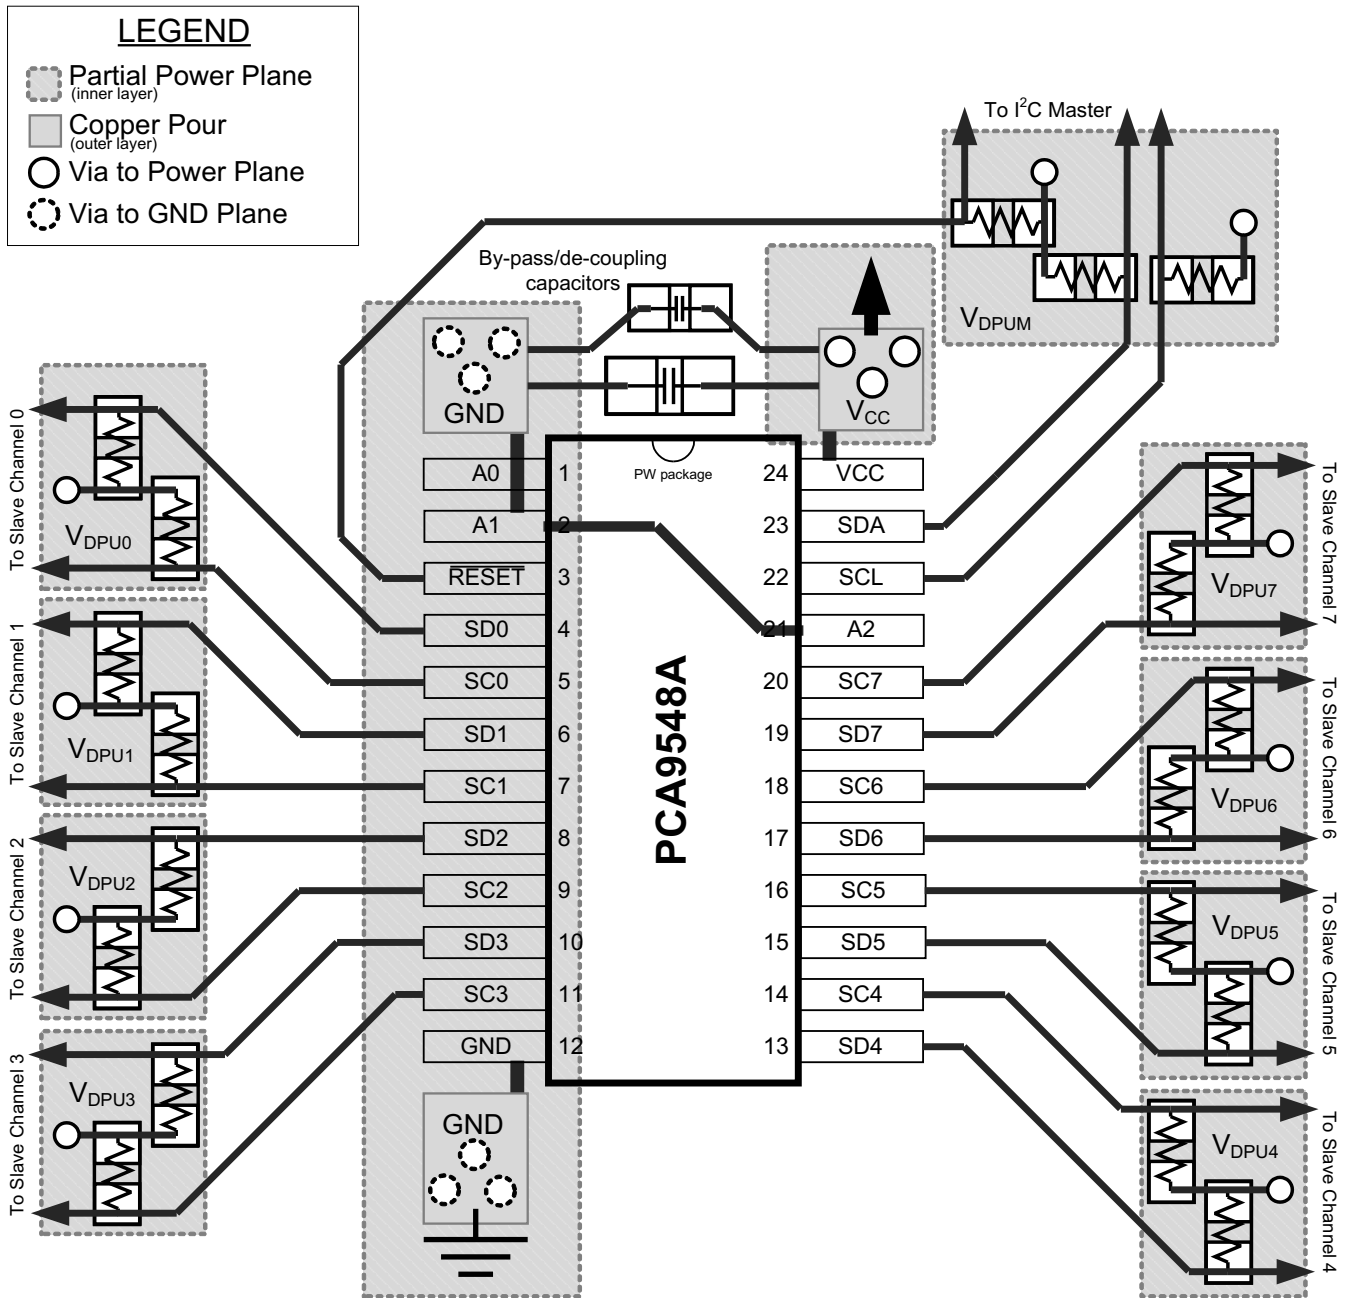 LEGEND
Partial Power Plane
(inner layer)
Copper Pour
(outer layer)
Via to Power Plane
Via to GND Plane
To I²C Master
By-pass/de-coupling
capacitors
VDPUM
GND
VCC
PW package
PCA9548A
A0 1
A1 2
RESET 3
SD0 4
SC0 5
SD1 6
SC1 7
SD2 8
SC2 9
SD3 10
SC3 11
GND 12
GND
24 VCC
23 SDA
22 SCL
21 A2
20 SC7
19 SD7
18 SC6
17 SD6
16 SC5
15 SD5
14 SC4
13 SD4
To Slave Channel 0
VDPU0
To Slave Channel 1
VDPU1
To Slave Channel 2
VDPU2
To Slave Channel 3
VDPU3
To Slave Channel 7
VDPU7
To Slave Channel 6
VDPU6
To Slave Channel 5
VDPU5
To Slave Channel 4
VDPU4